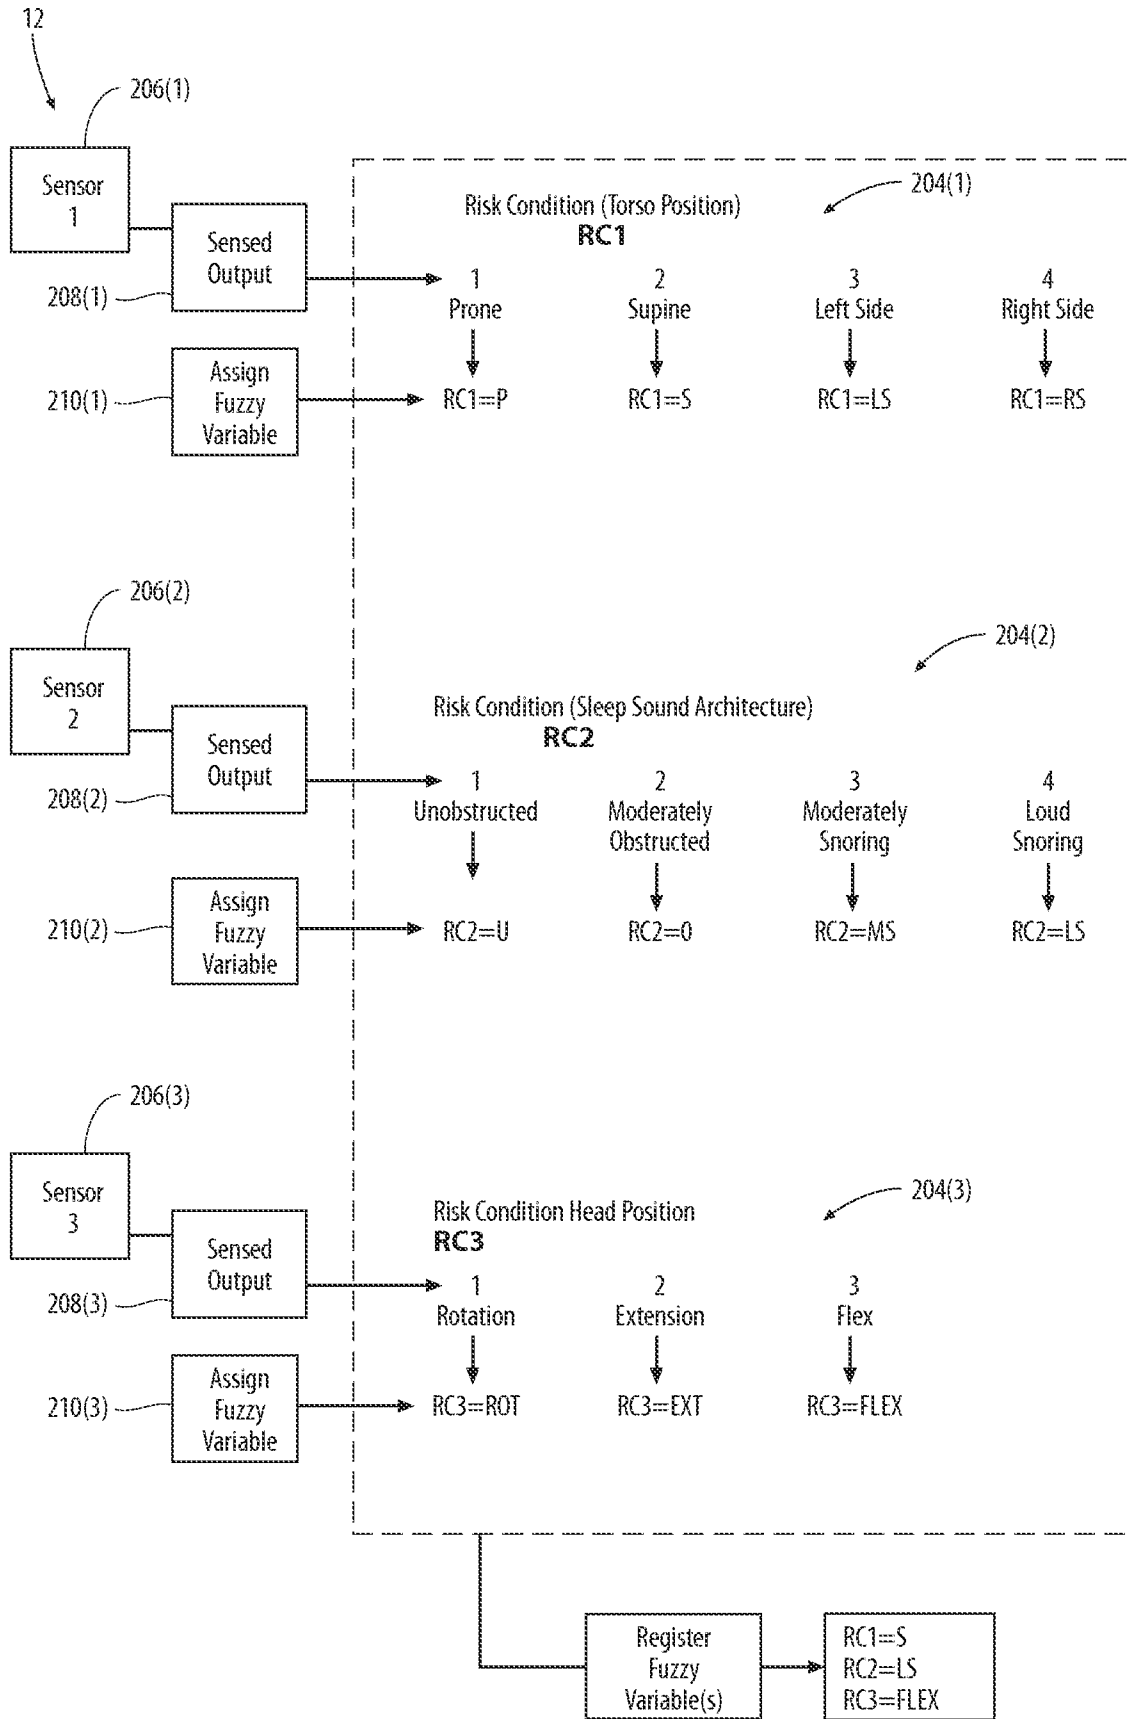 12
206(1)
Sensor
1
204(1)
Risk Condition (Torso Position)
RC1
Sensed
Output
208(1)
1 2 3 4
Prone Supine Left Side Right Side
Assign
Fuzzy
Variable
210(1)
RC1=P RC1=S RC1=LS RC1=RS
206(2)
Sensor
2
204(2)
Risk Condition (Sleep Sound Architecture)
RC2
Sensed
Output
208(2)
1 2 3 4
Unobstructed Moderately Moderately Loud
Obstructed Snoring Snoring
Assign
Fuzzy
Variable
210(2)
RC2=U RC2=O RC2=MS RC2=LS
206(3)
Sensor
3
204(3)
Risk Condition Head Position
RC3
Sensed
Output
208(3)
1 2 3
Rotation Extension Flex
Assign
Fuzzy
Variable
210(3)
RC3=ROT RC3=EXT RC3=FLEX
Register
Fuzzy
Variable(s)
RC1=S
RC2=LS
RC3=FLEX